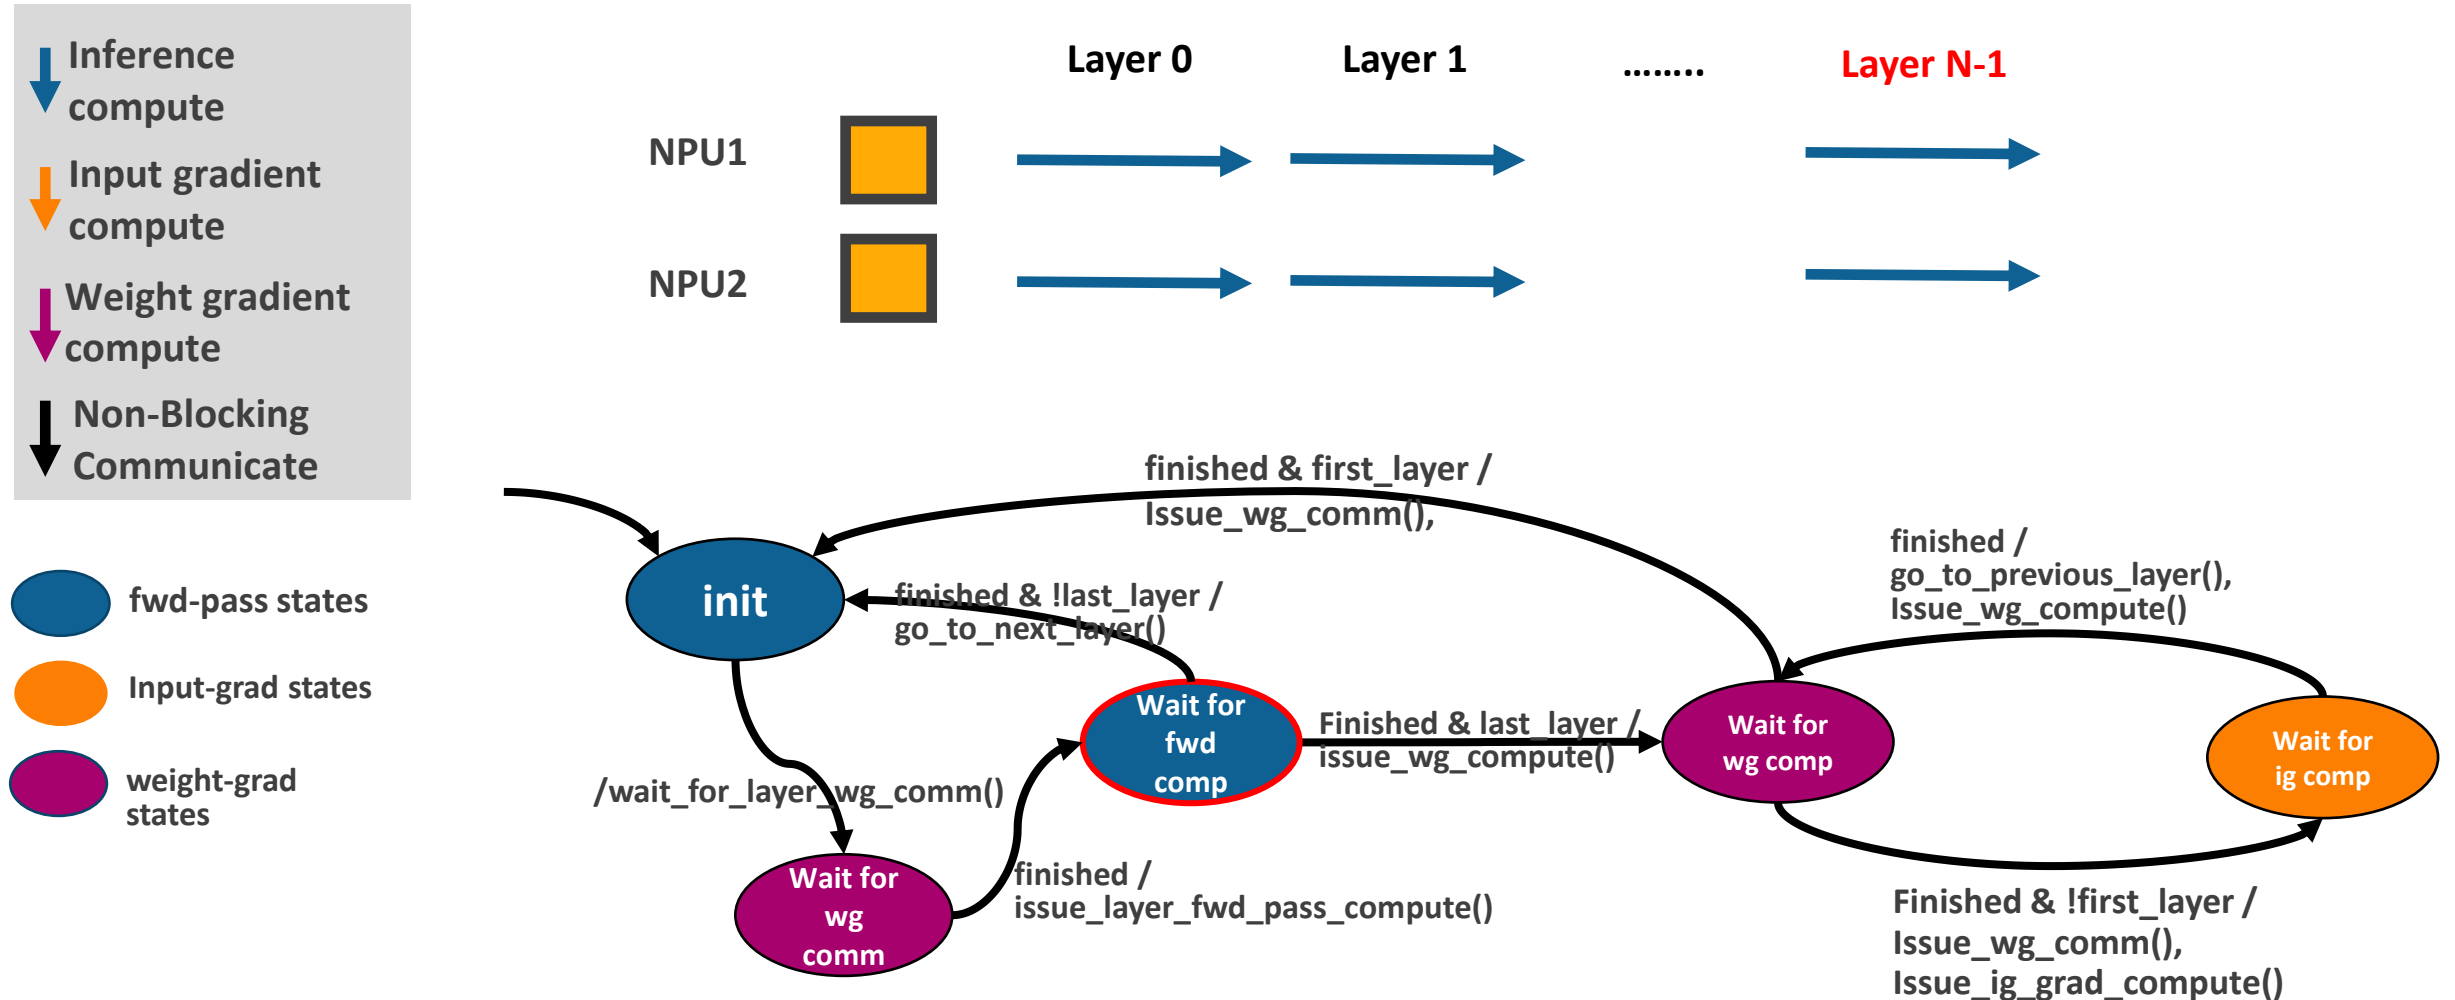 Inference
compute
Input gradient
compute
Weight gradient
compute
Non-Blocking
Communicate
fwd-pass states
Input-grad states
weight-grad
states
Layer 0
Layer 1
........
Layer N-1
NPU1
NPU2
finished & first_layer /
Issue_wg_comm(),
init
finished & !last_layer /
go_to_next_layer()
finished /
go_to_previous_layer(),
Issue_wg_compute()
Wait for
fwd
comp
Finished & last_layer /
issue_wg_compute()
Wait for
wg comp
Wait for
ig comp
/wait_for_layer_wg_comm()
Wait for
wg
comm
finished /
issue_layer_fwd_pass_compute()
Finished & !first_layer /
Issue_wg_comm(),
Issue_ig_grad_compute()